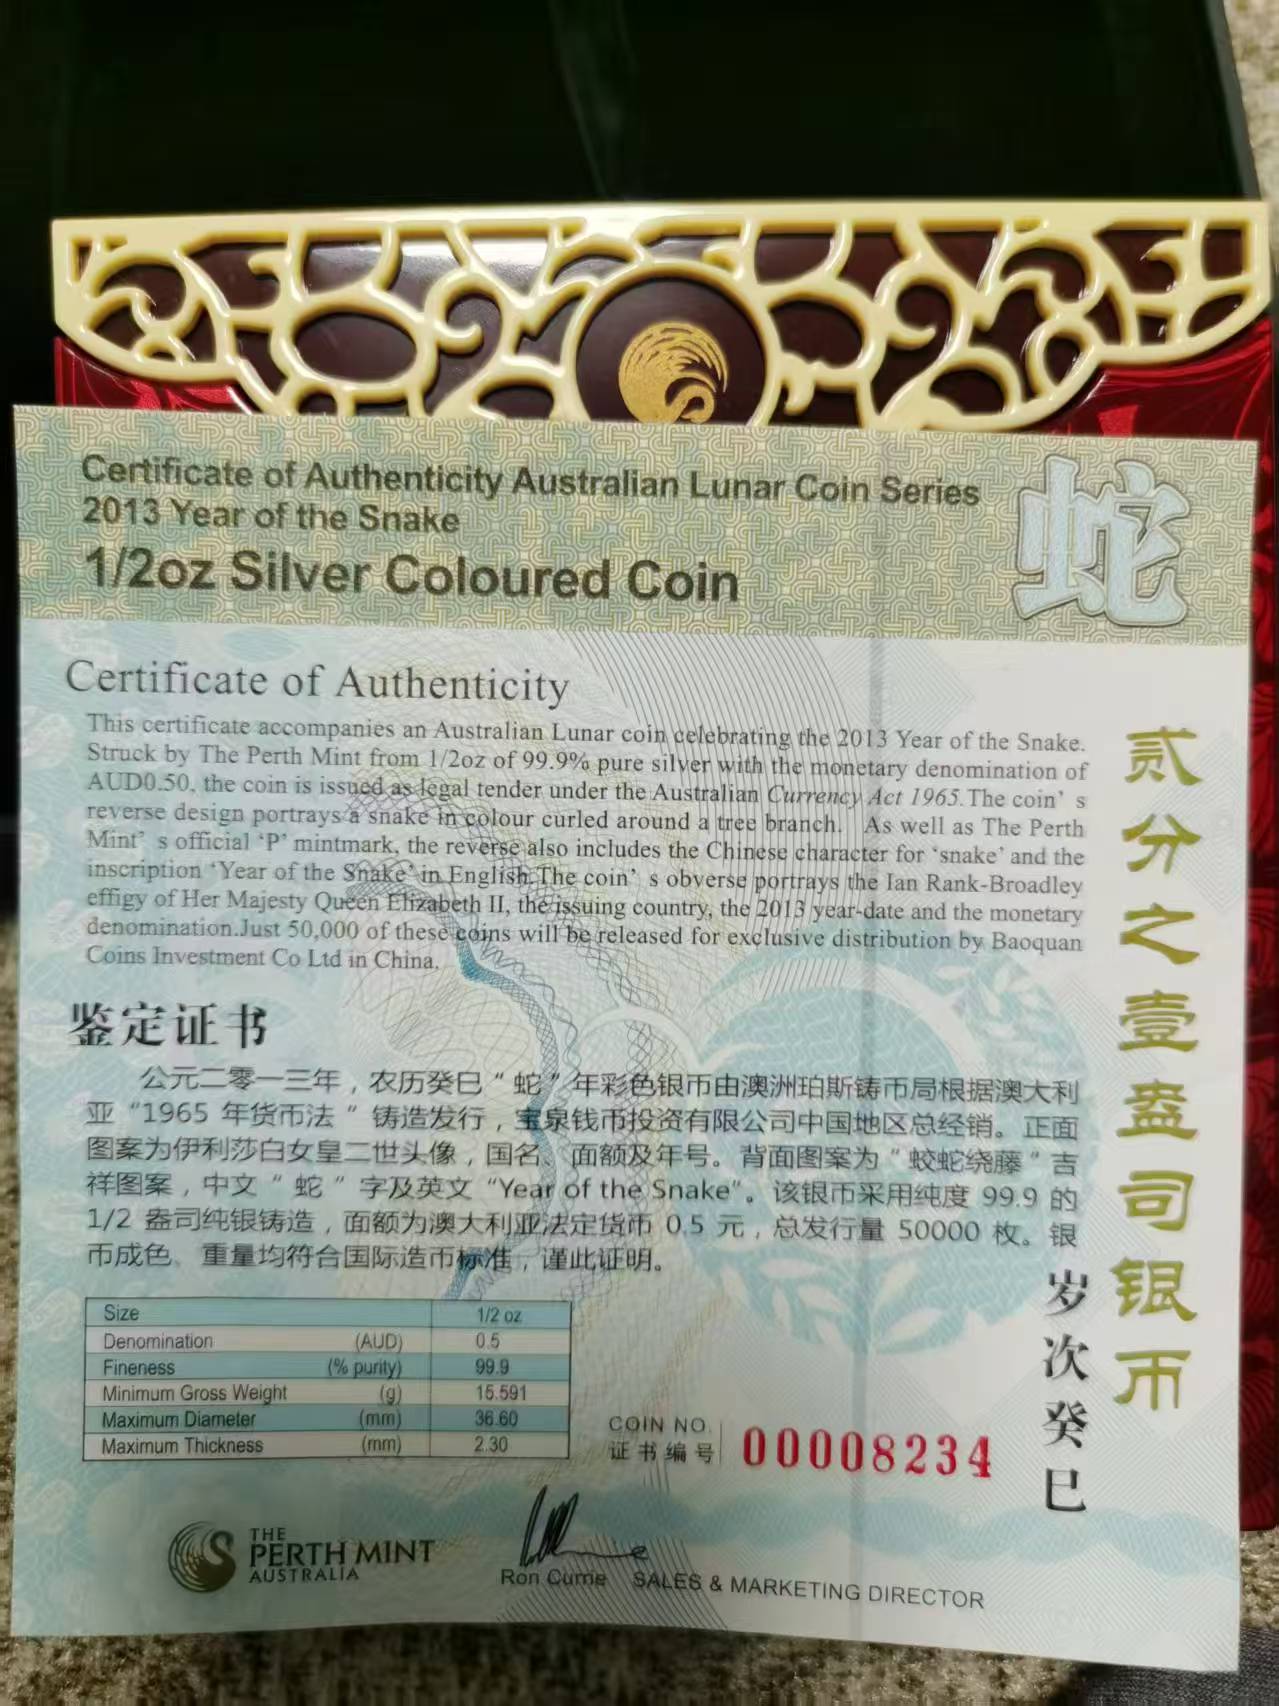 Certificate of Authenticity Australian Lunar Coin Series
2013 Year of the Snake
1/2oz Silver Coloured Coin
蛇
Certificate of Authenticity
This certificate accompanies an Australian Lunar coin celebrating the 2013 Year of the Snake.
Struck by The Perth Mint from 1/2oz of 99.9% pure silver with the monetary denomination of
AUD0.50, the coin is issued as legal tender under the Australian Currency Act 1965.The coin’ s
reverse design portrays a snake in colour curled around a tree branch. As well as The Perth
Mint’ s official ‘P’ mintmark, the reverse also includes the Chinese character for ‘snake’ and the
inscription ‘Year of the Snake’ in English.The coin’ s obverse portrays the Ian Rank-Broadley
effigy of Her Majesty Queen Elizabeth II, the issuing country, the 2013 year-date and the monetary
denomination.Just 50,000 of these coins will be released for exclusive distribution by Baoquan
Coins Investment Co Ltd in China.
鉴定证书
公元二零一三年，农历癸巳“ 蛇 ”年彩色银币由澳洲珀斯铸币局根据澳大利
亚 “1965 年货币法 ” 铸造发行，宝泉钱币投资有限公司中国地区总经销。正面
图案为伊利莎白女皇二世头像，国名、面额及年号。背面图案为 “ 蛟蛇绕藤 ” 吉
祥图案，中文 “ 蛇 ” 字及英文 “Year of the Snake”。该银币采用纯度 99.9 的
1/2 盎司纯银铸造，面额为澳大利亚法定货币 0.5 元，总发行量 50000 枚。银
币成色、重量均符合国际造币标准，谨此证明。
贰分之壹盎司银币
岁次癸巳
Size 1/2 oz
Denomination (AUD) 0.5
Fineness (% purity) 99.9
Minimum Gross Weight (g) 15.591
Maximum Diameter (mm) 36.60
Maximum Thickness (mm) 2.30
COIN NO.
证书编号
00008234
THE
PERTH MINT
AUSTRALIA
Ron Currie SALES & MARKETING DIRECTOR